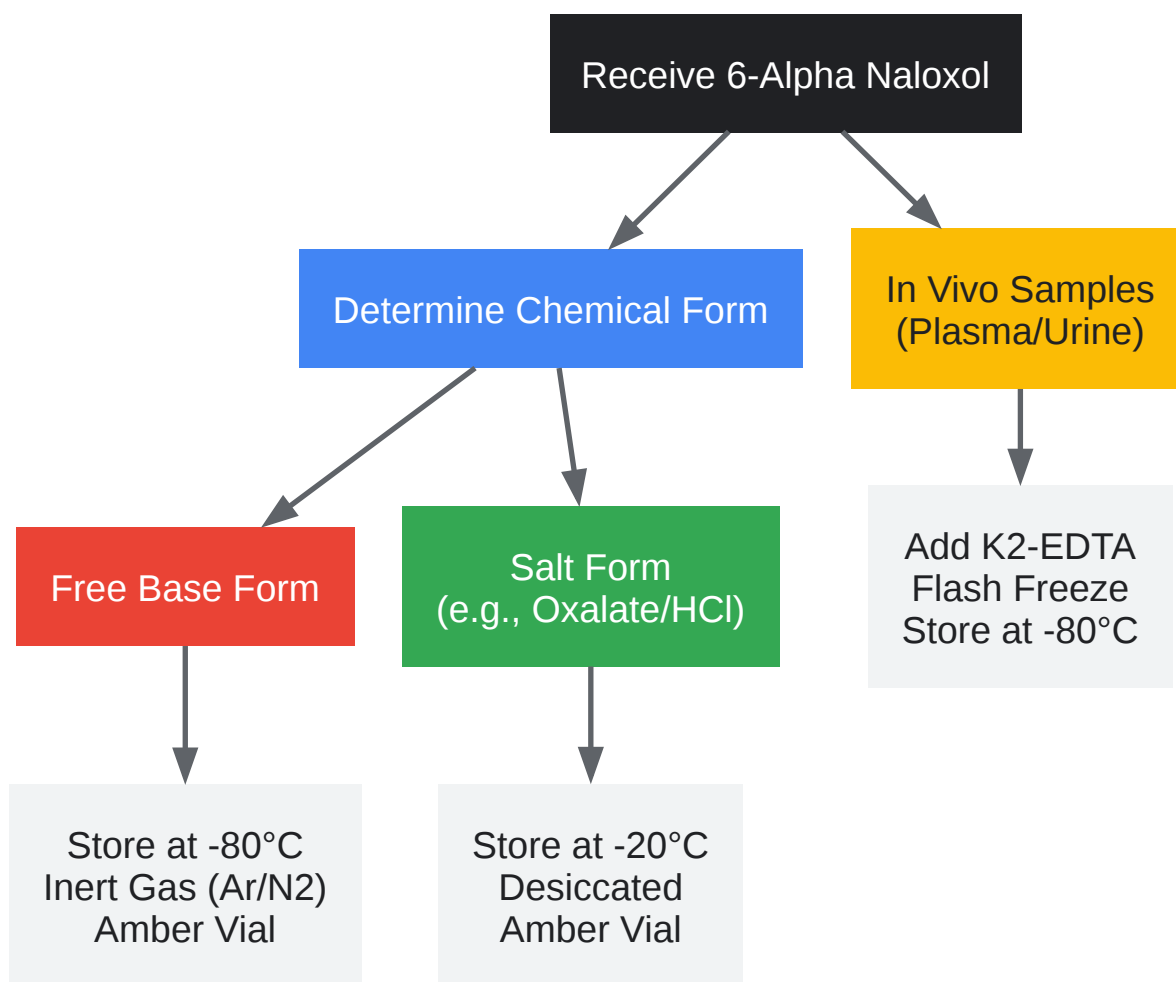 Receive 6-Alpha Naloxol
Determine Chemical Form
In Vivo Samples
(Plasma/Urine)
Free Base Form
Salt Form
(e.g., Oxalate/HCl)
Add K2-EDTA
Flash Freeze
Store at -80°C
Store at -80°C
Inert Gas (Ar/N2)
Amber Vial
Store at -20°C
Desiccated
Amber Vial